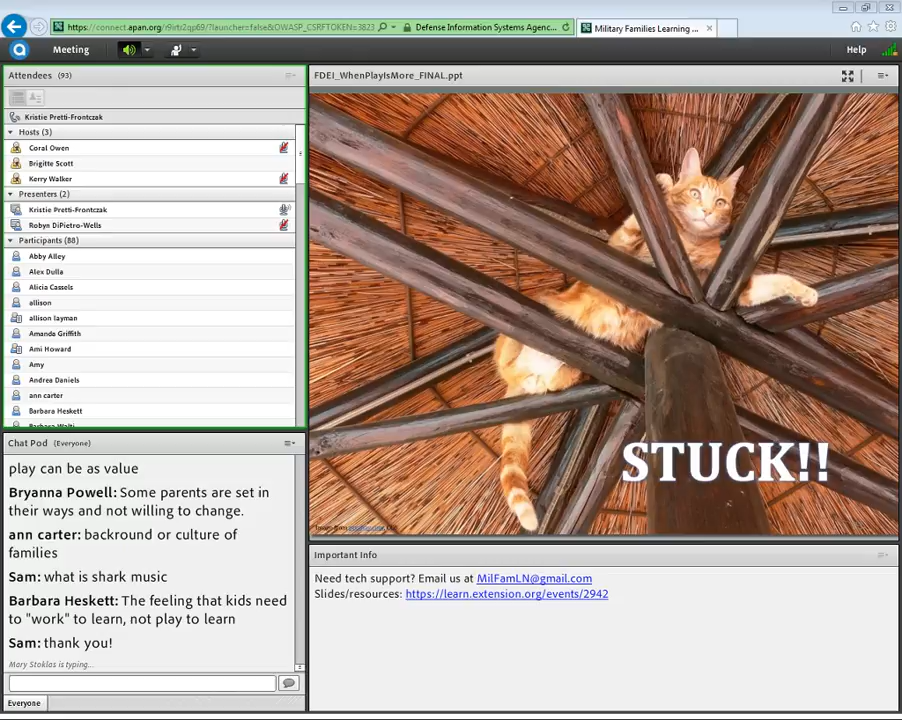 https://connect.apan.org/r9irtz2qp69/?launcher=false&OWASP_CSRFTOKEN=3823
Defense Information Systems Agenc...
Military Families Learning ...
Meeting
Help
Attendees (93)
FDEI_WhenPlayIsMore_FINAL.ppt
Kristie Pretti-Frontczak
Hosts (3)
Coral Owen
Brigitte Scott
Kerry Walker
Presenters (2)
Kristie Pretti-Frontczak
Robyn DiPietro-Wells
Participants (88)
Abby Alley
Alex Dulla
Alicia Cassels
allison
allison layman
Amanda Griffith
Ami Howard
Amy
Andrea Daniels
ann carter
Barbara Heskett
STUCK!!
Chat Pod (Everyone)
play can be as value
Bryanna Powell: Some parents are set in
their ways and not willing to change.
ann carter: backround or culture of
families
Sam: what is shark music
Barbara Heskett: The feeling that kids need
to "work" to learn, not play to learn
Sam: thank you!
Mary Stoklos is typing...
Everyone
Important Info
Need tech support? Email us at MilFamLN@gmail.com
Slides/resources: https://learn.extension.org/events/2942